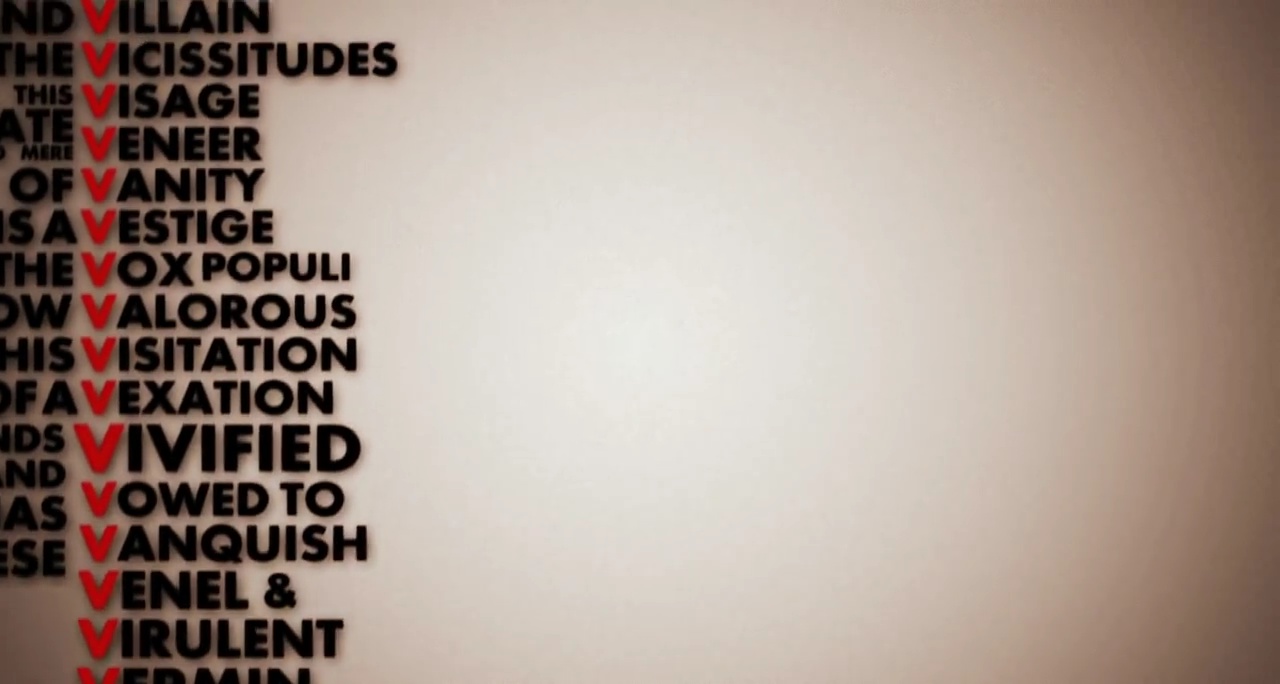 ND VILLAIN
THE VICISSITUDES
THIS VISAGE
ATE
MERE VENEER
OF VANITY
IS A VESTIGE
THE VOX POPULI
OW VALOROUS
HIS VISITATION
OF A VEXATION
NDS VIVIFIED
AND
AS VOWED TO
VANQUISH
ESE
VENEL &
VIRULENT
VERMIN